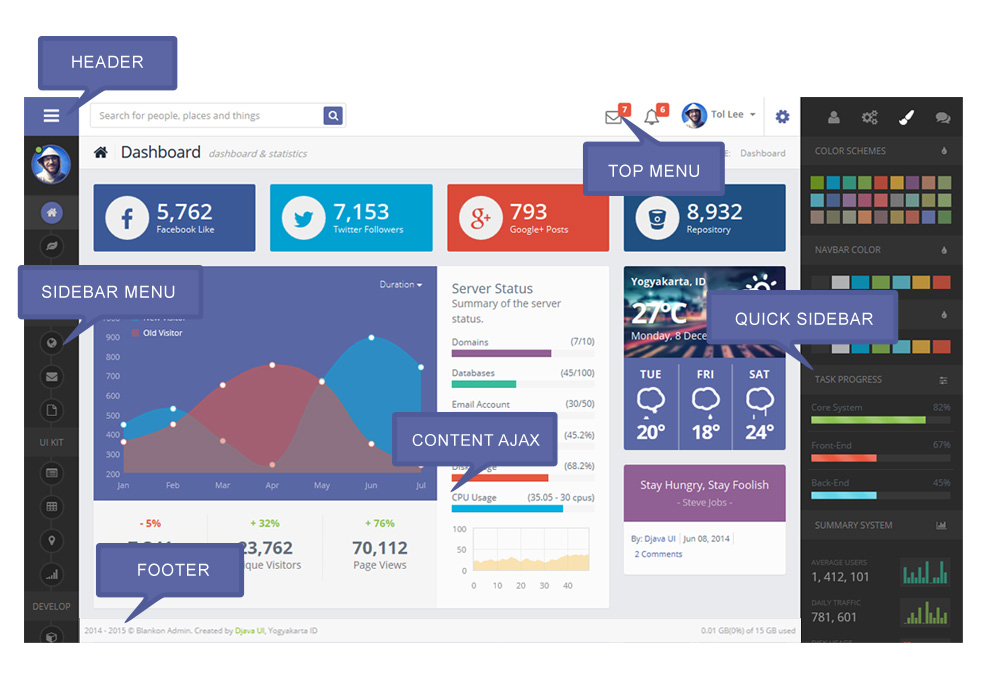 HEADER
Search for people, places and things
7
6
Tol Lee
Dashboard dashboard & statistics
TOP MENU
E: Dashboard
COLOR SCHEMES
5,762
Facebook Like
7,153
Twitter Followers
793
Google+ Posts
8,932
Repository
NAVBAR COLOR
SIDEBAR MENU
Duration
Old Visitor
900
800
700
600
500
400
300
200
Jan Feb Mar Apr May Jun Jul
Server Status
Summary of the server
status.
Domains (7/10)
Databases (45/100)
Email Account (30/50)
(45.2%)
(68.2%)
CPU Usage (35.05 - 30 cpus)
100
50
0
0 10 20 30 40
CONTENT AJAX
Yogyakarta, ID
27°C
Monday, 8 Dece
QUICK SIDEBAR
TUE FRI SAT
20° 18° 24°
Stay Hungry, Stay Foolish
- Steve Jobs -
By: Djava UI Jun 08, 2014
2 Comments
TASK PROGRESS
Core System 82%
Front-End 67%
Back-End 45%
SUMMARY SYSTEM
AVERAGE USERS
1, 412, 101
DAILY TRAFFIC
781, 601
UI KIT
DEVELOP
- 5%
+ 32%
23,762
que Visitors
+ 76%
70,112
Page Views
FOOTER
2014 - 2015 © Blankon Admin. Created by Djava UI, Yogyakarta ID
0.01 GB(0%) of 15 GB used